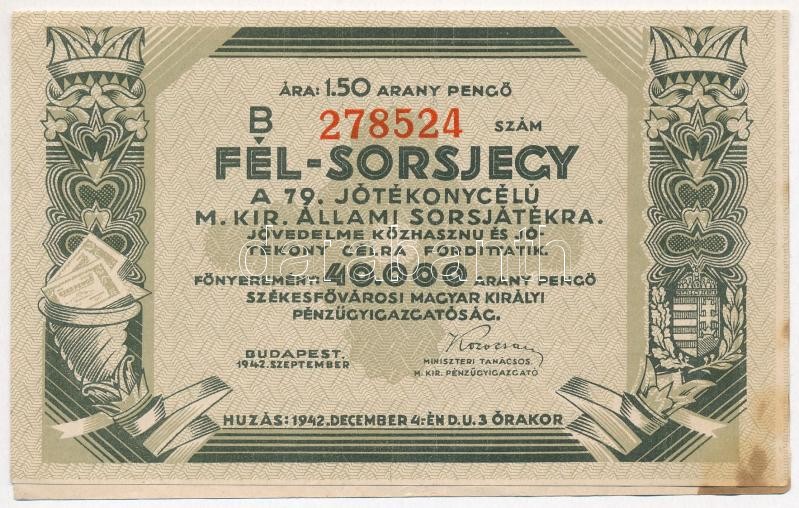 ÁRA: 1.50 ARANY PENGŐ
B 278524 SZÁM
FÉL-SORSJEGY
A 79. JÓTÉKONYCÉLÚ
M. KIR. ÁLLAMI SORSJÁTÉKRA.
JÖVEDELME KÖZHASZNU ÉS JÓ-
TÉKONY CÉLRA FORDITTATIK.
FŐNYEREMÉNY: 40.000 ARANY PENGŐ
SZÉKESFŐVÁROSI MAGYAR KIRÁLYI
PÉNZÜGYIGAZGATÓSÁG.
BUDAPEST.
1942. SZEPTEMBER
MINISZTERI TANÁCSOS
M. KIR. PÉNZÜGYIGAZGATÓ
HUZÁS: 1942. DECEMBER 4-ÉN D.U. 3 ÓRAKOR
darabanth